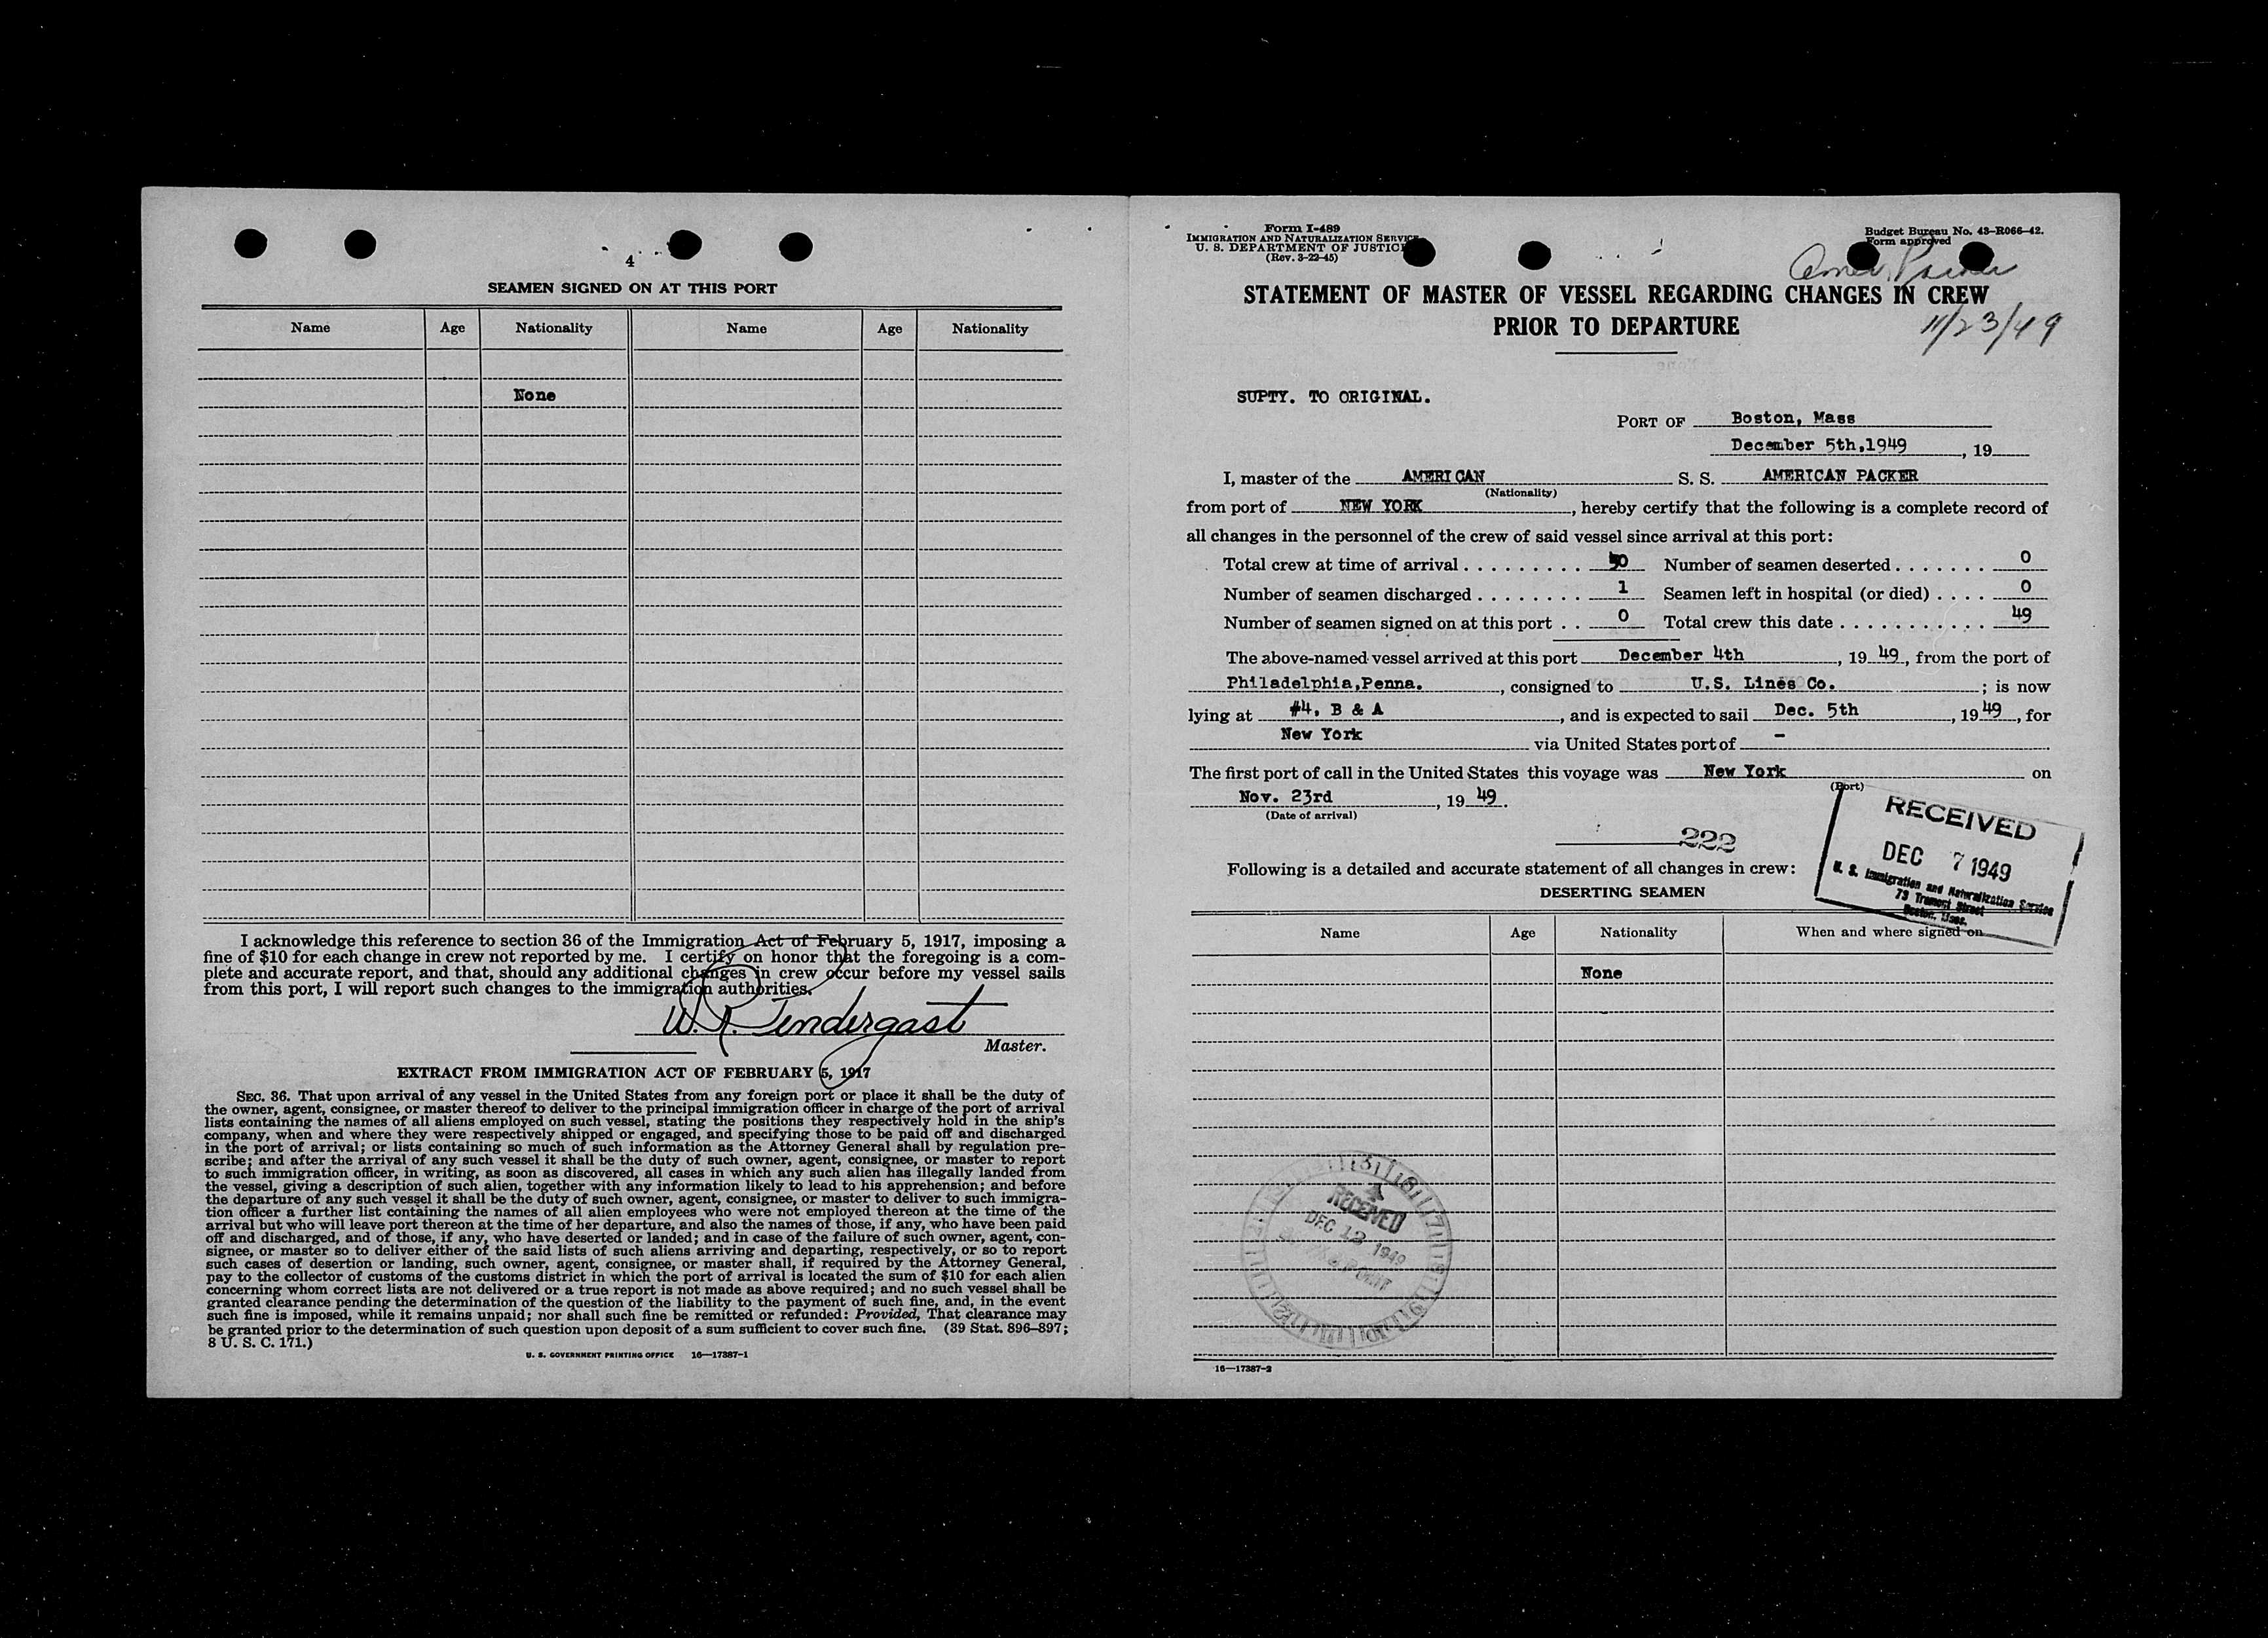 4
SEAMEN SIGNED ON AT THIS PORT
Name Age Nationality Name Age Nationality
None
I acknowledge this reference to section 36 of the Immigration Act of February 5, 1917, imposing a
fine of $10 for each change in crew not reported by me. I certify on honor that the foregoing is a com-
plete and accurate report, and that, should any additional changes in crew occur before my vessel sails
from this port, I will report such changes to the immigration authorities.
W. R. Pendergast
Master.
EXTRACT FROM IMMIGRATION ACT OF FEBRUARY 5, 1917
SEC. 36. That upon arrival of any vessel in the United States from any foreign port or place it shall be the duty of
the owner, agent, consignee, or master thereof to deliver to the principal immigration officer in charge of the port of arrival
lists containing the names of all aliens employed on such vessel, stating the positions they respectively hold in the ship's
company, when and where they were respectively shipped or engaged, and specifying those to be paid off and discharged
in the port of arrival; or lists containing so much of such information as the Attorney General shall by regulation pre-
scribe; and after the arrival of any such vessel it shall be the duty of such owner, agent, consignee, or master to report
to such immigration officer, in writing, as soon as discovered, all cases in which any such alien has illegally landed from
the vessel, giving a description of such alien, together with any information likely to lead to his apprehension; and before
the departure of any such vessel it shall be the duty of such owner, agent, consignee, or master to deliver to such immigra-
tion officer a further list containing the names of all alien employees who were not employed thereon at the time of the
arrival but who will leave port thereon at the time of her departure, and also the names of those, if any, who have been paid
off and discharged, and of those, if any, who have deserted or landed; and in case of the failure of such owner, agent, con-
signee, or master so to deliver either of the said lists of such aliens arriving and departing, respectively, or so to report
such cases of desertion or landing, such owner, agent, consignee, or master shall, if required by the Attorney General,
pay to the collector of customs of the customs district in which the port of arrival is located the sum of $10 for each alien
concerning whom correct lists are not delivered or a true report is not made as above required; and no such vessel shall be
granted clearance pending the determination of the question of the liability to the payment of such fine, and, in the event
such fine is imposed, while it remains unpaid; nor shall such fine be remitted or refunded: Provided, That clearance may
be granted prior to the determination of such question upon deposit of a sum sufficient to cover such fine. (39 Stat. 896–897;
8 U. S. C. 171.)
U. S. GOVERNMENT PRINTING OFFICE 16—17387-1
Form I-489
IMMIGRATION AND NATURALIZATION SERVICE
U. S. DEPARTMENT OF JUSTICE
(Rev. 3-22-45)
Budget Bureau No. 43–R066–42.
Form approved
Amer. Packer
11/23/49
STATEMENT OF MASTER OF VESSEL REGARDING CHANGES IN CREW
PRIOR TO DEPARTURE
SUPTY. TO ORIGINAL.
PORT OF Boston, Mass
December 5th,1949, 19
I, master of the AMERICAN S. S. AMERICAN PACKER
(Nationality)
from port of NEW YORK, hereby certify that the following is a complete record of
all changes in the personnel of the crew of said vessel since arrival at this port:
Total crew at time of arrival 50 Number of seamen deserted 0
Number of seamen discharged 1 Seamen left in hospital (or died) 0
Number of seamen signed on at this port 0 Total crew this date 49
The above-named vessel arrived at this port December 4th, 19 49, from the port of
Philadelphia,Penna., consigned to U.S. Lines Co.; is now
lying at #4, B & A, and is expected to sail Dec. 5th, 19 49, for
New York via United States port of -
The first port of call in the United States this voyage was New York on
(Port)
Nov. 23rd, 19 49.
(Date of arrival)
222
RECEIVED
DEC 7 1949
U. S. Immigration and Naturalization Service
73 Tremont Street
Boston, Mass.
Following is a detailed and accurate statement of all changes in crew:
DESERTING SEAMEN
Name Age Nationality When and where signed on
None
RECEIVED
DEC 12 1949
16—17387-2